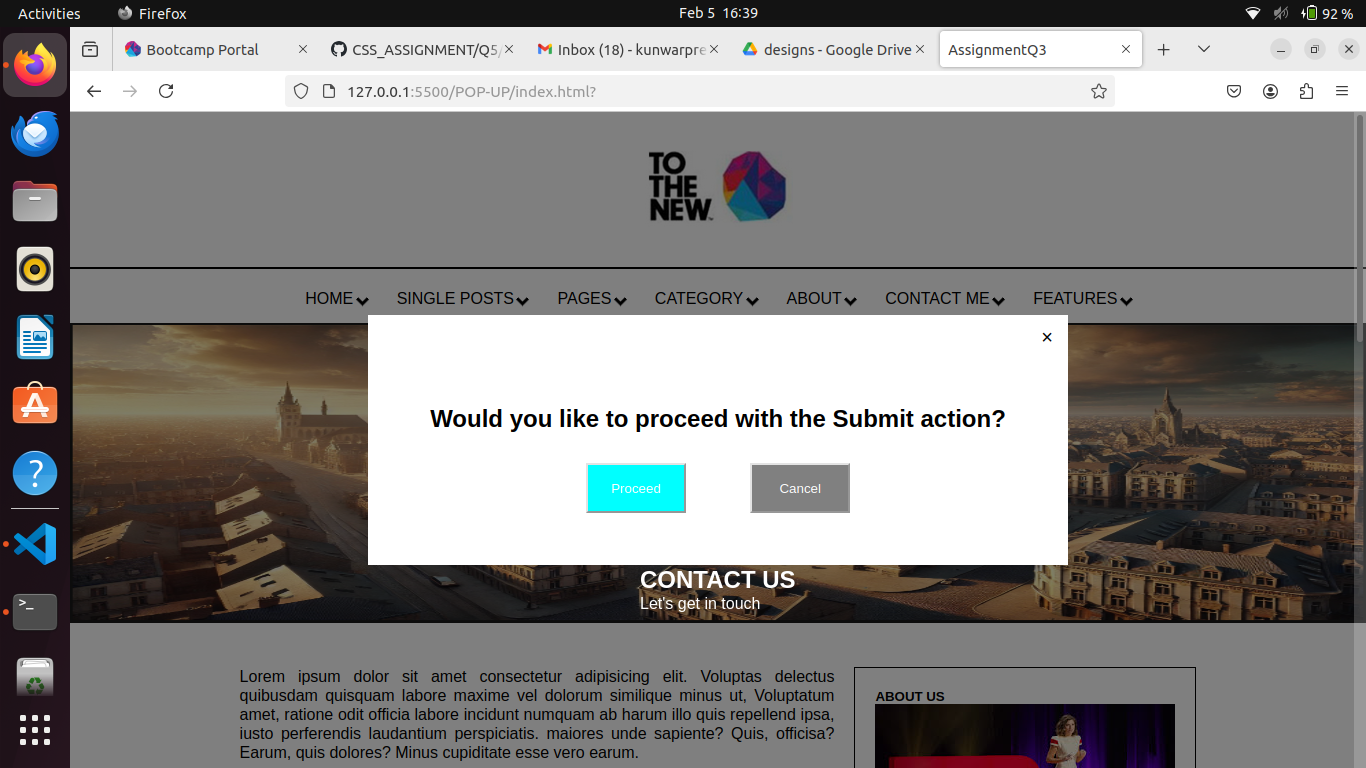 Activities Firefox Feb 5 16:39 92 %
Bootcamp Portal CSS_ASSIGNMENT/Q5/ Inbox (18) - kunwarpre designs - Google Drive AssignmentQ3
127.0.0.1:5500/POP-UP/index.html?
TO
THE
NEW™
HOME SINGLE POSTS PAGES CATEGORY ABOUT CONTACT ME FEATURES
×
Would you like to proceed with the Submit action?
Proceed Cancel
CONTACT US
Let's get in touch
Lorem ipsum dolor sit amet consectetur adipisicing elit. Voluptas delectus
quibusdam quisquam labore maxime vel dolorum similique minus ut, Voluptatum
amet, ratione odit officia labore incidunt numquam ab harum illo quis repellend ipsa,
iusto perferendis laudantium perspiciatis. maiores unde sapiente? Quis, officisa?
Earum, quis dolores? Minus cupiditate esse vero earum.
ABOUT US